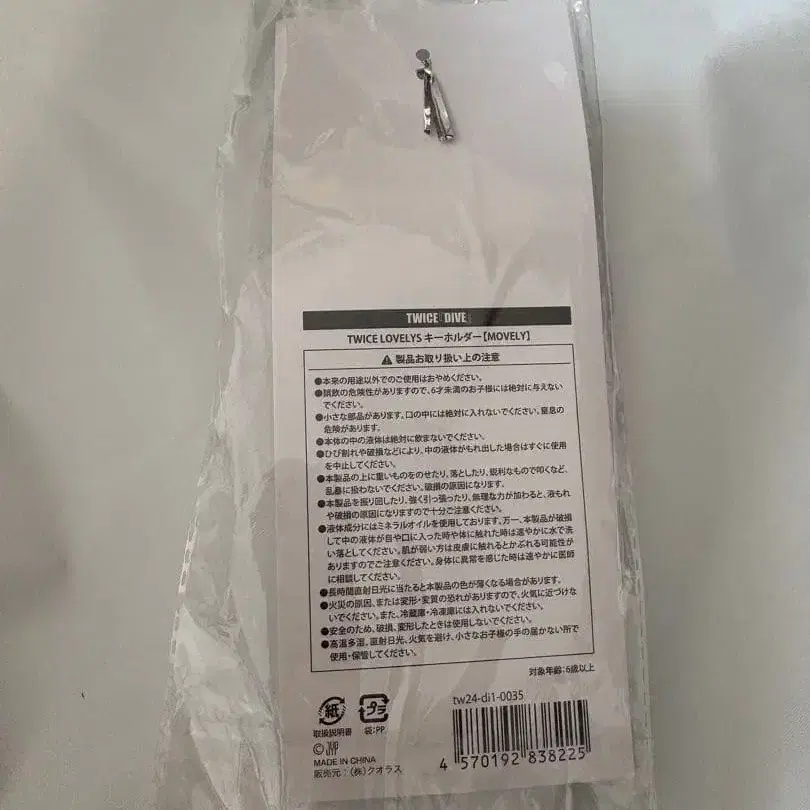 TWICE DIVE
TWICE LOVELYS キーホルダー【MOVELY】
⚠ 製品お取り扱い上の注意
●本来の用途以外でのご使用はおやめください。
●誤飲の危険性がありますので、6才未満のお子様には絶対に与えない
でください。
●小さな部品があります。口の中には絶対に入れないでください。窒息の
危険があります。
●本体の中の液体は絶対に飲まないでください。
●ひび割れや破損などにより、中の液体がもれ出した場合はすぐに使用
を中止してください。
●本製品の上に重いものをのせたり、落としたり、鋭利なもので叩くなど、
乱暴に扱わないでください。破損の原因になります。
●本製品を振り回したり、強く引っ張ったり、無理な力が加わると、液もれ
や破損の原因になりますので十分ご注意ください。
●液体成分にはミネラルオイルを使用しております。万一、本製品が破損
して中の液体が目や口に入った時や体に触れた時は速やかに水で洗
い落としてください。肌が弱い方は皮膚に触れるとかぶれる可能性が
ありますのでご注意ください。身体に異常を感じた時は速やかに医師
に相談してください。
●長時間直射日光に当たると本製品の色が薄くなる場合があります。
●火災の原因、または変形・変質の恐れがありますので、火気に近づけな
いでください。また、冷蔵庫・冷凍庫には入れないでください。
●安全のため、破損、変形したときは使用しないでください。
●高温多湿、直射日光、火気を避け、小さなお子様の手の届かない所で
使用・保管してください。
対象年齢:6歳以上
tw24-di1-0035
紙 プラ
取扱説明書 袋:PP
© JYP
MADE IN CHINA
販売元:(株)クオラス
4 570192 838225